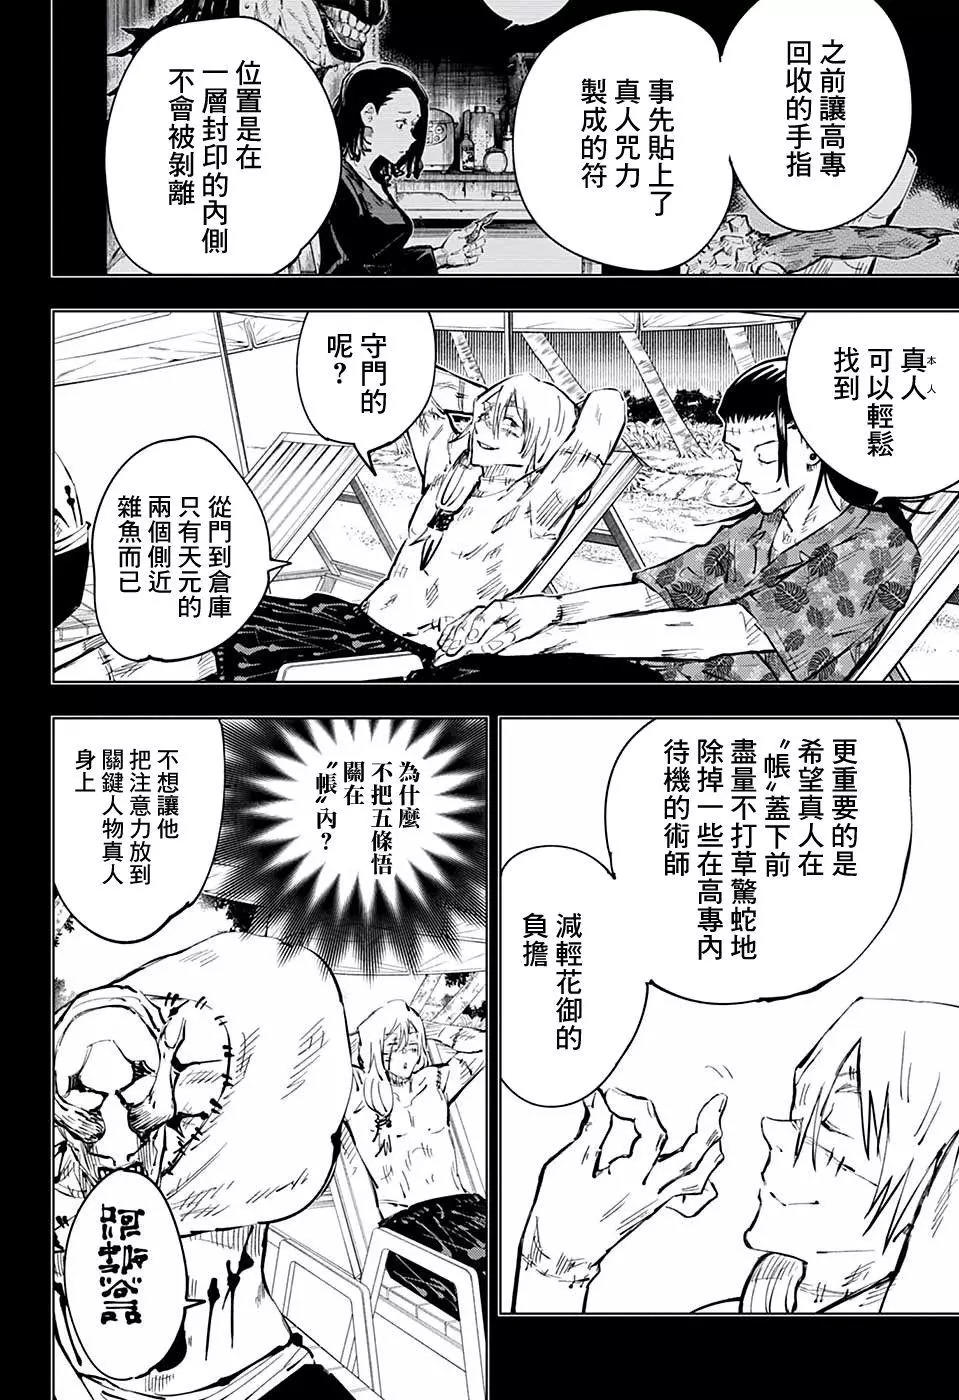 之前讓高專
回收的手指
事先貼上了
真人咒力
製成的符
位置是在
一層封印的內側
不會被剝離
真人
本人
可以輕鬆
找到
守門的
呢？
從門到倉庫
只有天元的
兩個側近
雜魚而已
更重要的是
希望真人在
〝帳〞蓋下前
盡量不打草驚蛇地
除掉一些在高專內
待機的術師
減輕花御的
負擔
為什麼
不把五條悟
關在
〝帳〞內？
不想讓他
把注意力放到
關鍵人物真人
身上